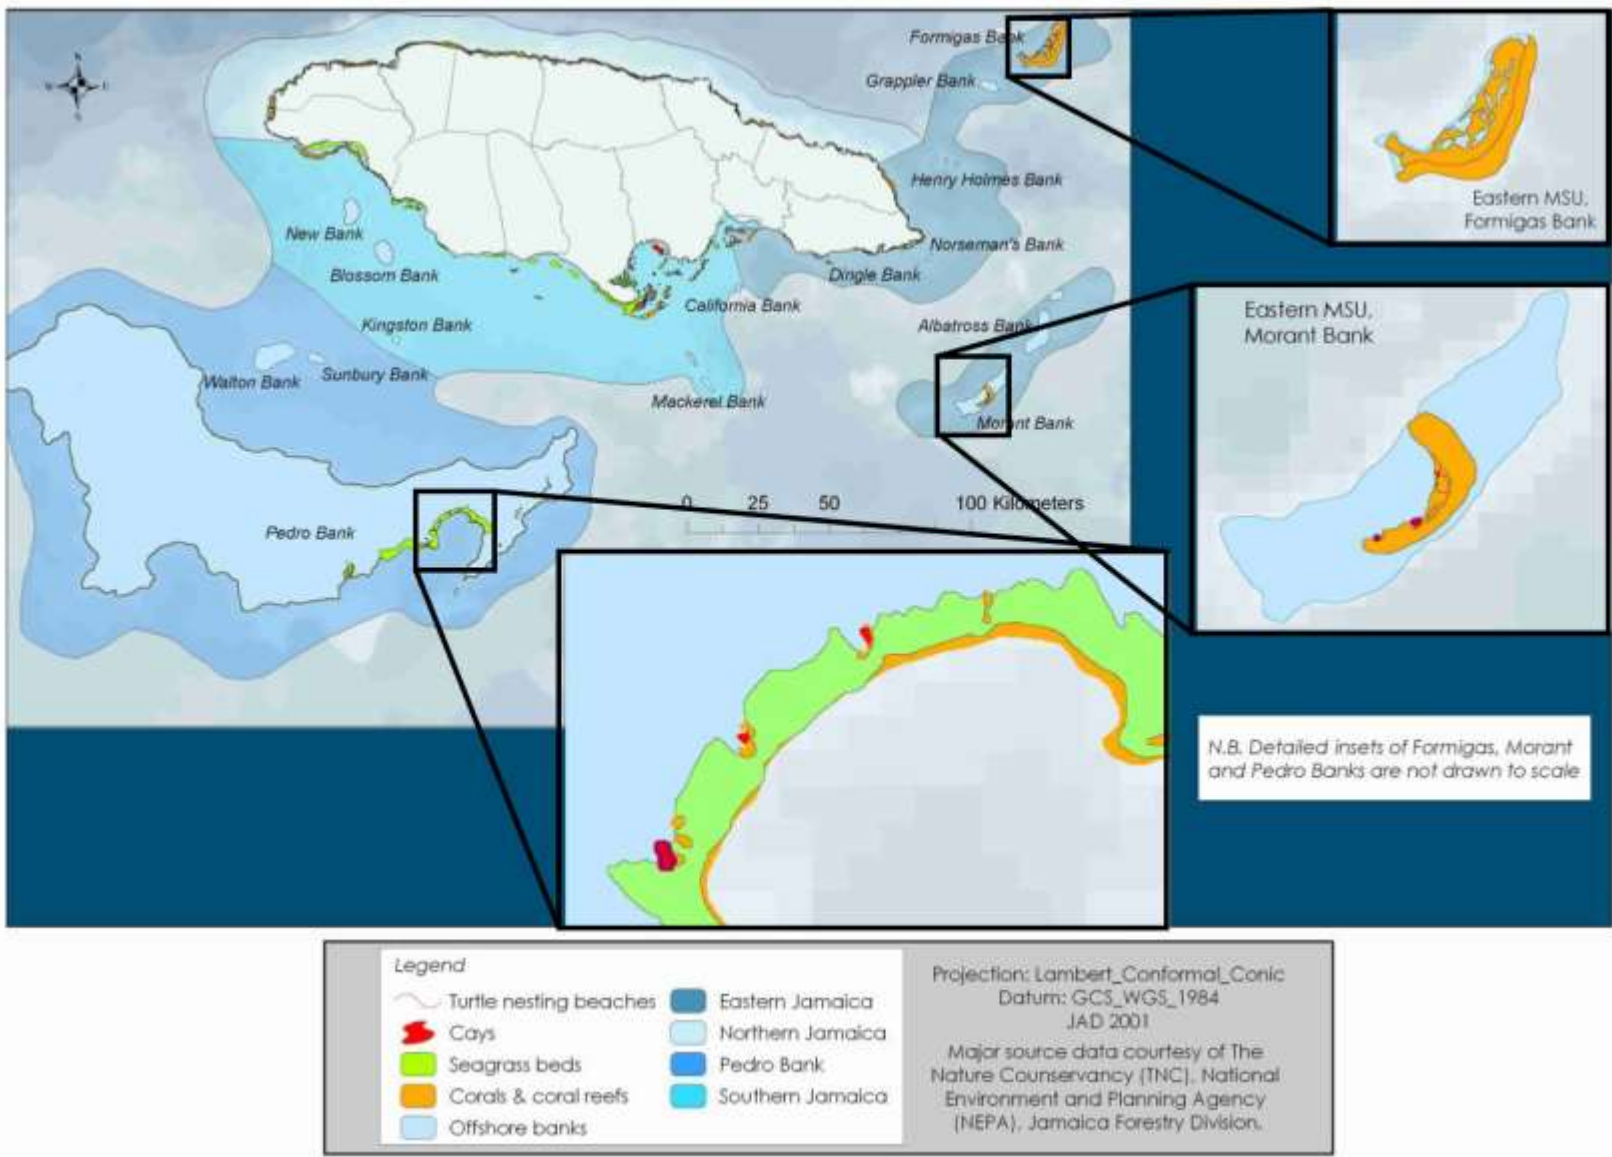 N
W E
S
Formigas Bank
Grappler Bank
Henry Holmes Bank
New Bank
Norseman's Bank
Blossom Bank
Dingle Bank
California Bank
Kingston Bank
Albatross Bank
Walton Bank
Sunbury Bank
Mackerel Bank
Morant Bank
0 25 50 100 Kilometers
Pedro Bank
Eastern MSU,
Formigas Bank
Eastern MSU,
Morant Bank
N.B. Detailed insets of Formigas, Morant
and Pedro Banks are not drawn to scale
Legend
Turtle nesting beaches
Cays
Seagrass beds
Corals & coral reefs
Offshore banks
Eastern Jamaica
Northern Jamaica
Pedro Bank
Southern Jamaica
Projection: Lambert_Conformal_Conic
Datum: GCS_WGS_1984
JAD 2001
Major source data courtesy of The
Nature Counservancy (TNC), National
Environment and Planning Agency
(NEPA), Jamaica Forestry Division.